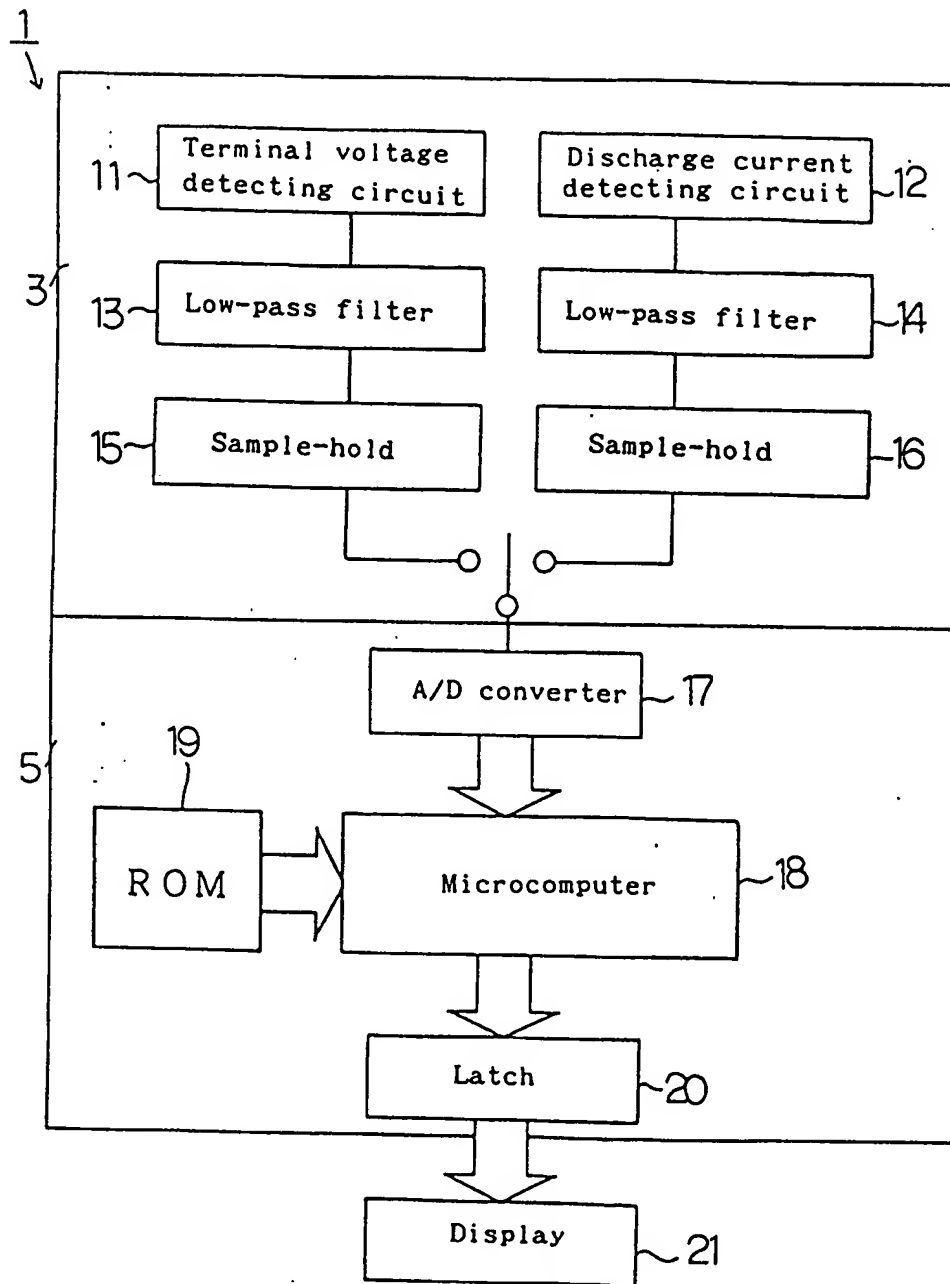 1
Terminal voltage
detecting circuit
11
Discharge current
detecting circuit
12
3
13
Low-pass filter
Low-pass filter
14
15
Sample-hold
Sample-hold
16
A/D converter
17
5
19
ROM
Microcomputer
18
Latch
20
Display
21